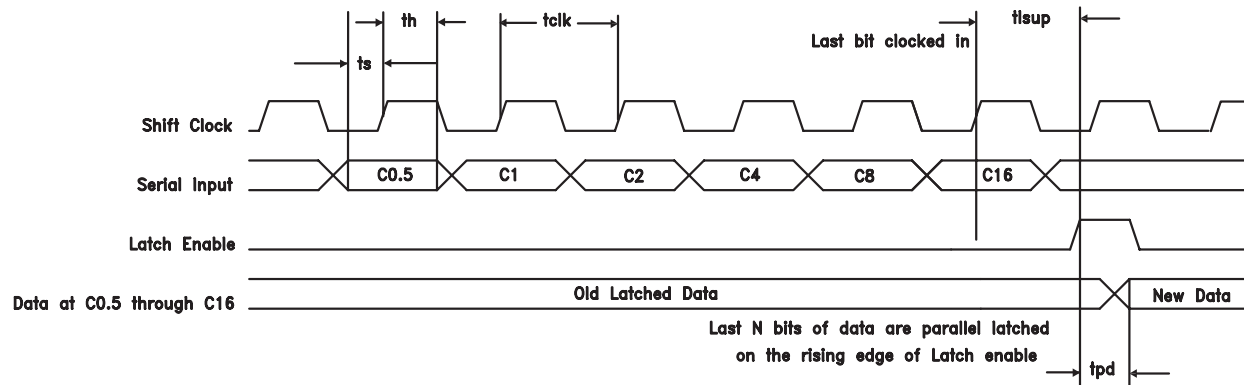 th
tclk
tlsup
Last bit clocked in
ts
Shift Clock
Serial Input
C0.5
C1
C2
C4
C8
C16
Latch Enable
Data at C0.5 through C16
Old Latched Data
New Data
Last N bits of data are parallel latched
on the rising edge of Latch enable
tpd